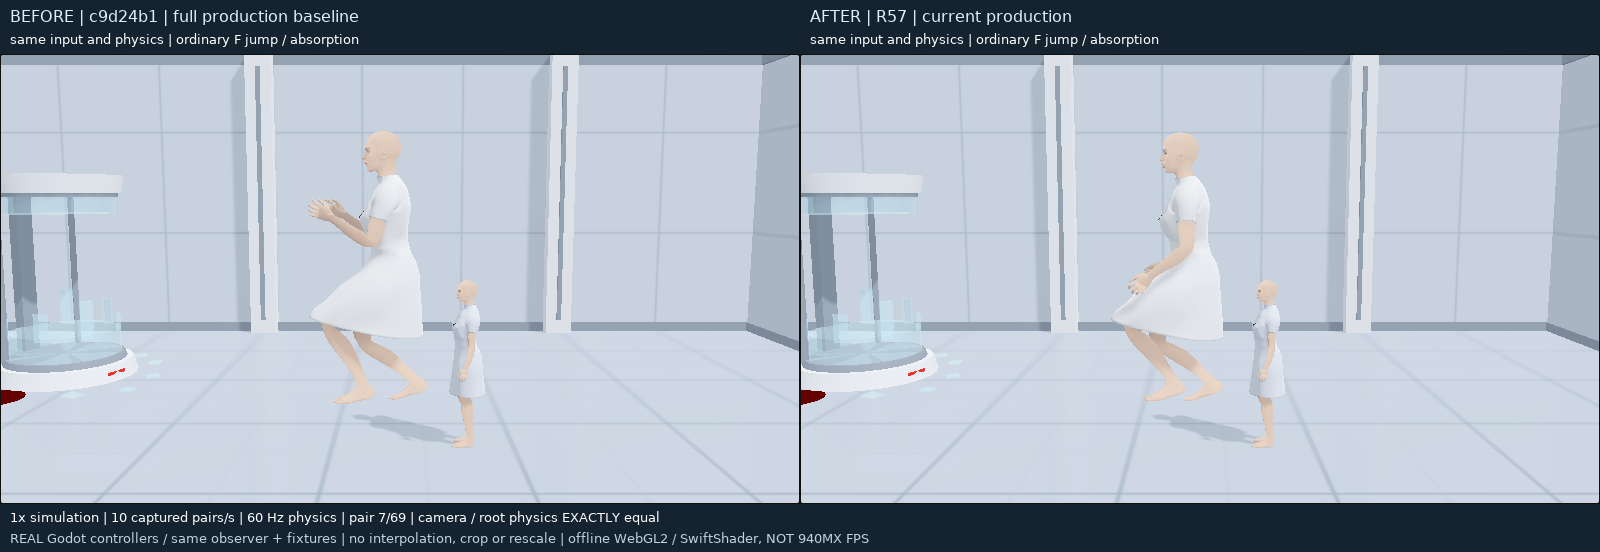 BEFORE | c9d24b1 | full production baseline
same input and physics | ordinary F jump / absorption
AFTER | R57 | current production
same input and physics | ordinary F jump / absorption
1x simulation | 10 captured pairs/s | 60 Hz physics | pair 7/69 | camera / root physics EXACTLY equal
REAL Godot controllers / same observer + fixtures | no interpolation, crop or rescale | offline WebGL2 / SwiftShader, NOT 940MX FPS